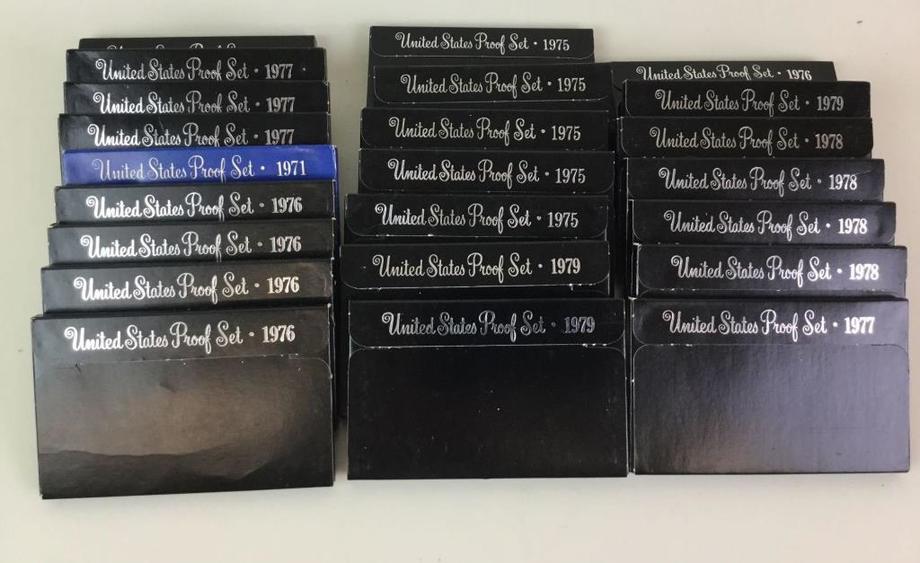 United States Proof Set • 1977
United States Proof Set • 1977
United States Proof Set • 1977
United States Proof Set • 1971
United States Proof Set • 1976
United States Proof Set • 1976
United States Proof Set • 1976
United States Proof Set • 1976
United States Proof Set • 1975
United States Proof Set • 1975
United States Proof Set • 1975
United States Proof Set • 1975
United States Proof Set • 1975
United States Proof Set • 1979
United States Proof Set • 1979
United States Proof Set • 1976
United States Proof Set • 1979
United States Proof Set • 1978
United States Proof Set • 1978
United States Proof Set • 1978
United States Proof Set • 1978
United States Proof Set • 1977